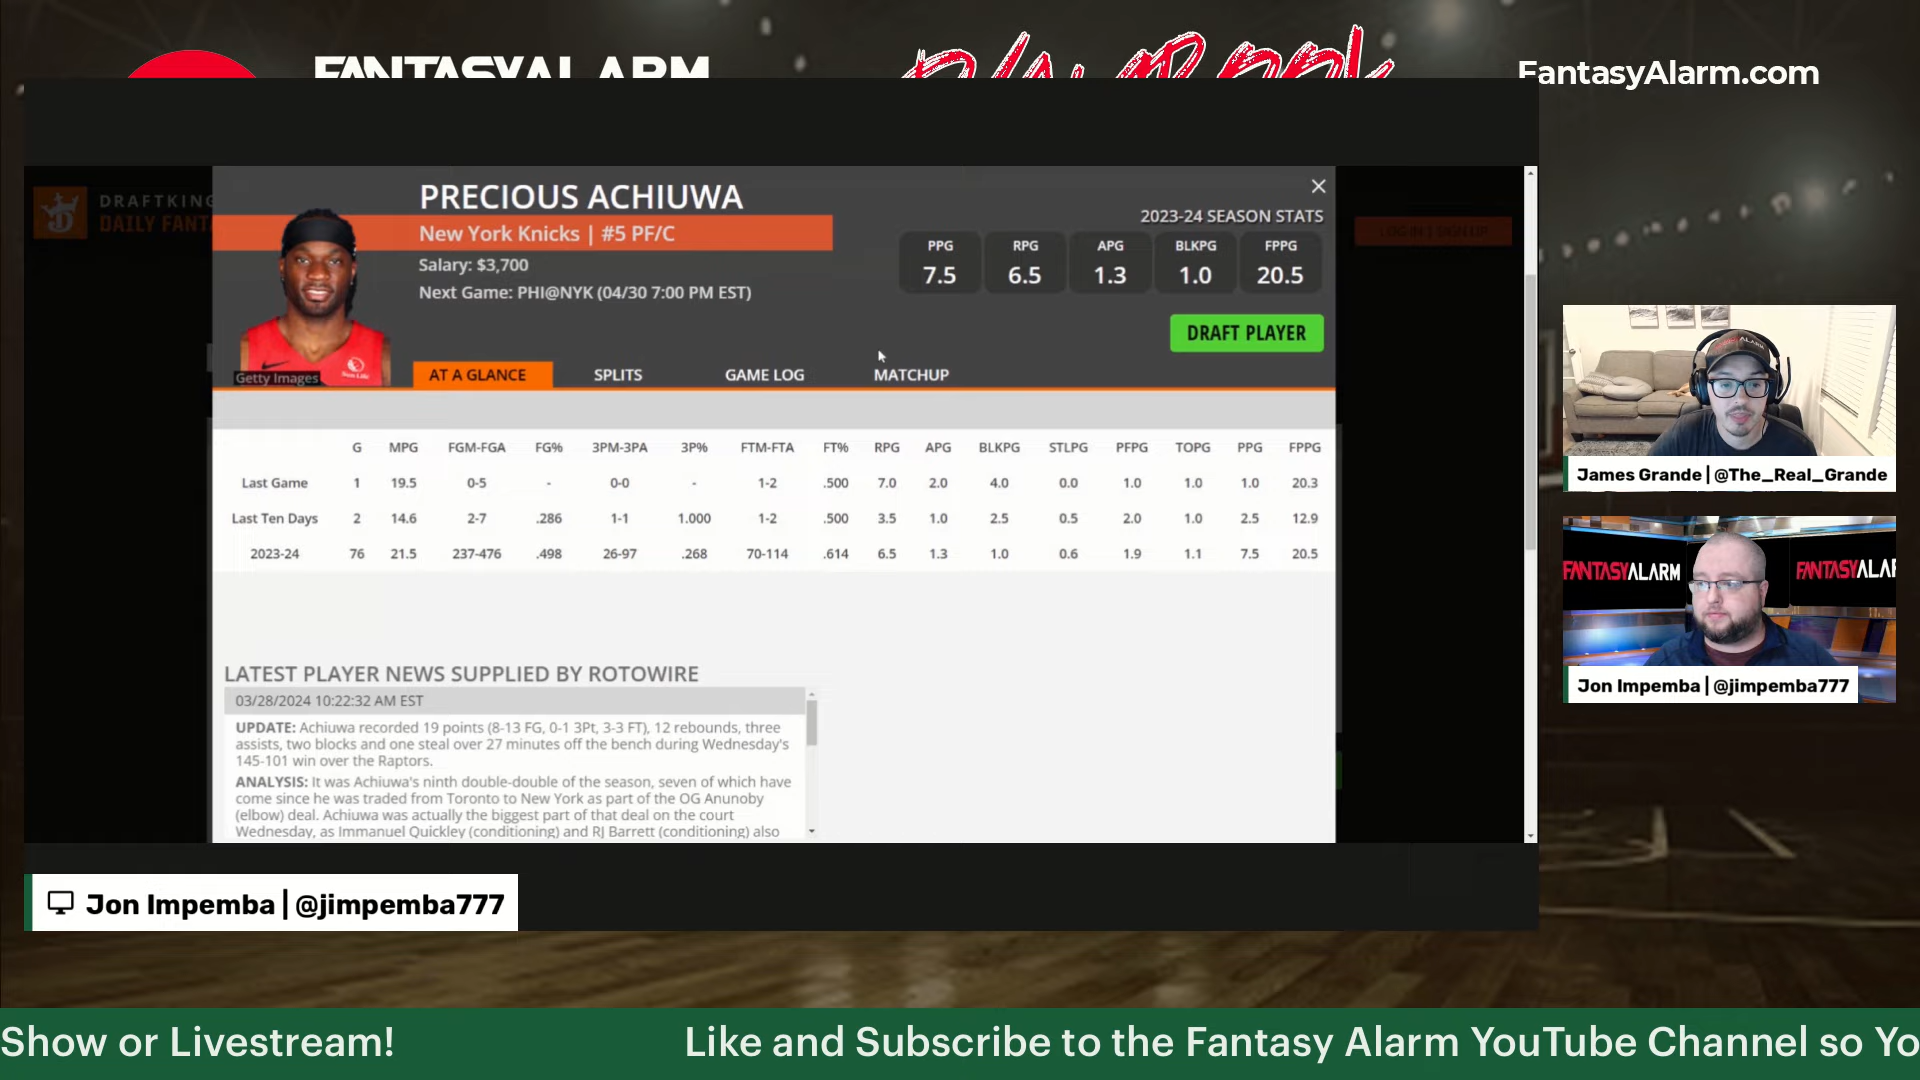 FANTASYALARM
FantasyAlarm.com
DRAFTKING
DAILY FANT
PRECIOUS ACHIUWA
New York Knicks | #5 PF/C
Salary: $3,700
Next Game: PHI@NYK (04/30 7:00 PM EST)
2023-24 SEASON STATS
PPG RPG APG BLKPG FPPG
7.5 6.5 1.3 1.0 20.5
DRAFT PLAYER
Getty Images
AT A GLANCE SPLITS GAME LOG MATCHUP
G MPG FGM-FGA FG% 3PM-3PA 3P% FTM-FTA FT% RPG APG BLKPG STLPG PFPG TOPG PPG FPPG
Last Game 1 19.5 0-5 - 0-0 - 1-2 .500 7.0 2.0 4.0 0.0 1.0 1.0 1.0 20.3
Last Ten Days 2 14.6 2-7 .286 1-1 1.000 1-2 .500 3.5 1.0 2.5 0.5 2.0 1.0 2.5 12.9
2023-24 76 21.5 237-476 .498 26-97 .268 70-114 .614 6.5 1.3 1.0 0.6 1.9 1.1 7.5 20.5
LATEST PLAYER NEWS SUPPLIED BY ROTOWIRE
03/28/2024 10:22:32 AM EST
UPDATE: Achiuwa recorded 19 points (8-13 FG, 0-1 3Pt, 3-3 FT), 12 rebounds, three
assists, two blocks and one steal over 27 minutes off the bench during Wednesday's
145-101 win over the Raptors.
ANALYSIS: It was Achiuwa's ninth double-double of the season, seven of which have
come since he was traded from Toronto to New York as part of the OG Anunoby
(elbow) deal. Achiuwa was actually the biggest part of that deal on the court
Wednesday, as Immanuel Quickley (conditioning) and RJ Barrett (conditioning) also
James Grande | @The_Real_Grande
FANTASYALARM
FANTASYALAR
Jon Impemba | @jimpemba777
Jon Impemba | @jimpemba777
Show or Livestream! Like and Subscribe to the Fantasy Alarm YouTube Channel so Yo